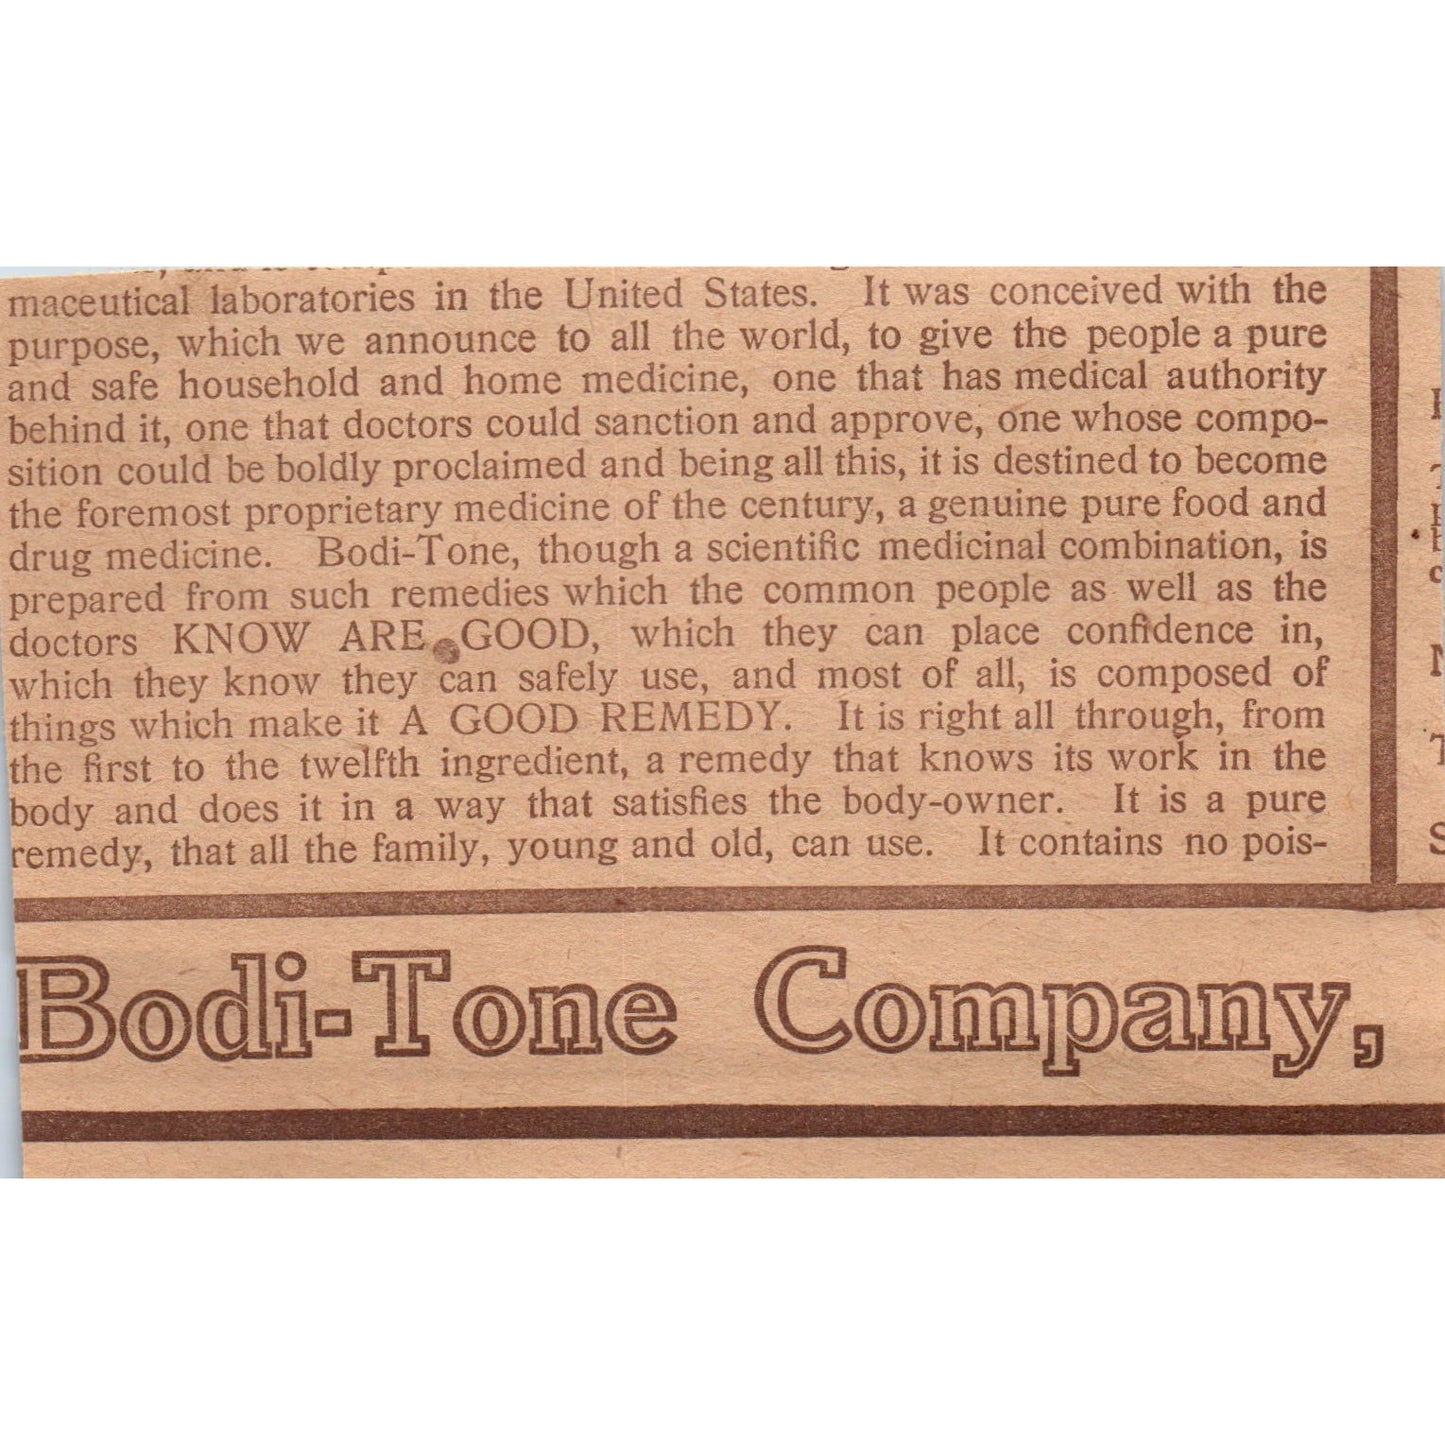 maceutical laboratories in the United States. It was conceived with the
purpose, which we announce to all the world, to give the people a pure
and safe household and home medicine, one that has medical authority
behind it, one that doctors could sanction and approve, one whose compo-
sition could be boldly proclaimed and being all this, it is destined to become
the foremost proprietary medicine of the century, a genuine pure food and
drug medicine. Bodi-Tone, though a scientific medicinal combination, is
prepared from such remedies which the common people as well as the
doctors KNOW ARE GOOD, which they can place confidence in,
which they know they can safely use, and most of all, is composed of
things which make it A GOOD REMEDY. It is right all through, from
the first to the twelfth ingredient, a remedy that knows its work in the
body and does it in a way that satisfies the body-owner. It is a pure
remedy, that all the family, young and old, can use. It contains no pois-
Bodi-Tone Company,